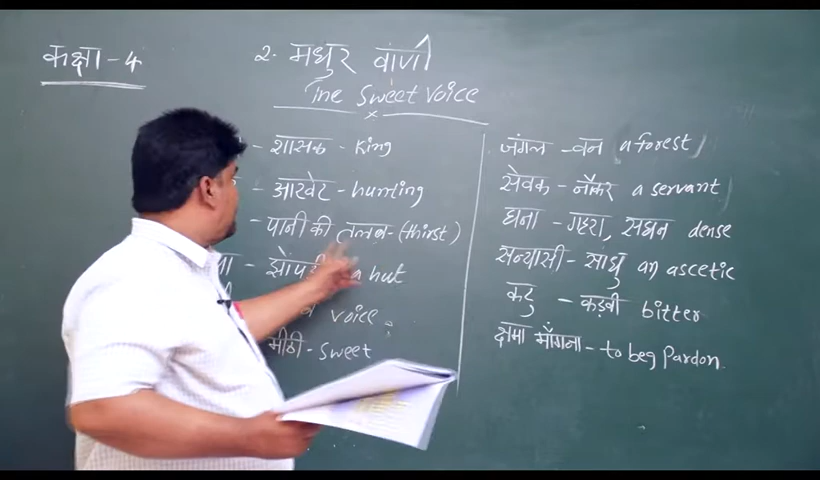 कक्षा - 4
2. मधुर वाणी
The Sweet Voice
- शासक - King
- आखेट - hunting
- पानी की तलब - (thirst)
- झोपड़ी a hut
voice
मीठी - Sweet
जंगल - वन a forest
सेवक - नौकर a servant
घना - गहरा, सघन dense
सन्यासी - साधु an ascetic
कटु - कड़वी bitter
क्षमा माँगना - to beg Pardon.